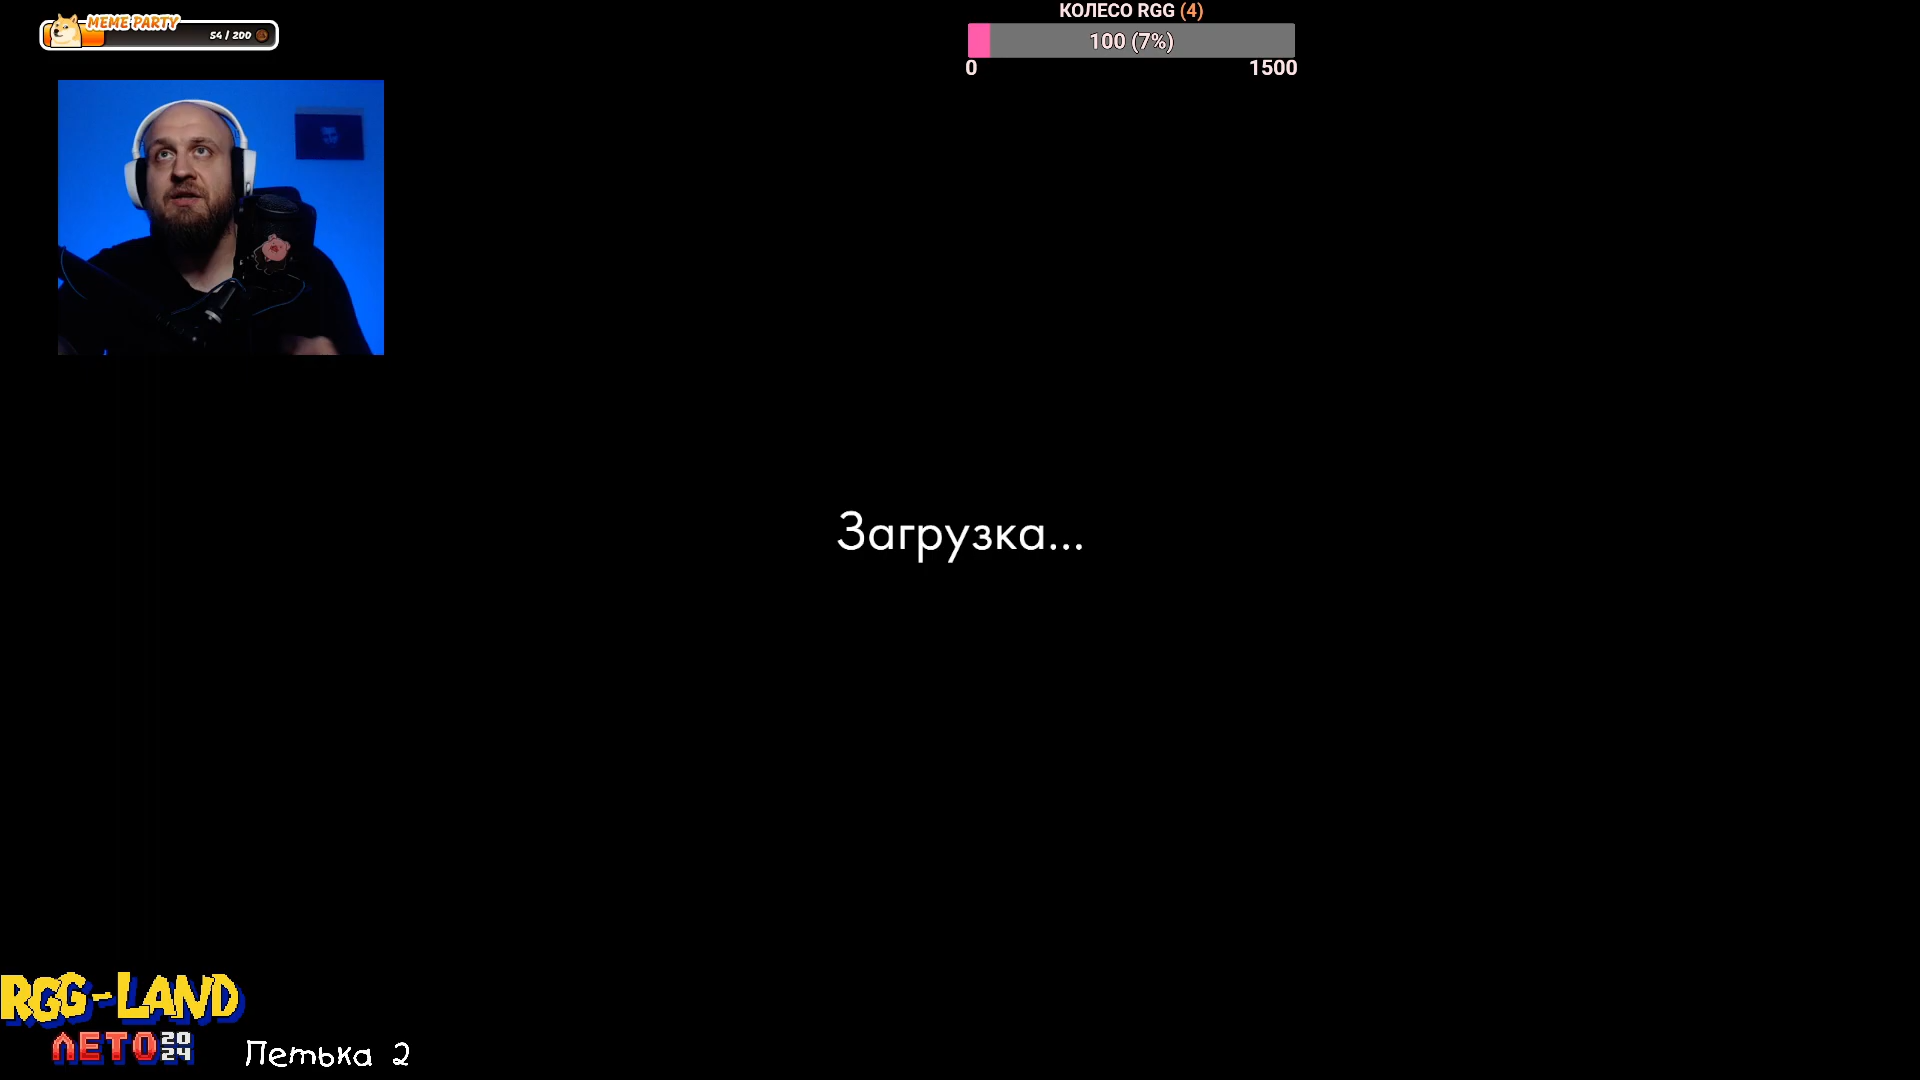 MEME PARTY
54 / 200
КОЛЕСО RGG (4)
100 (7%)
0 1500
Загрузка...
RGG-LAND
ЛЕТО 2024
Петька 2